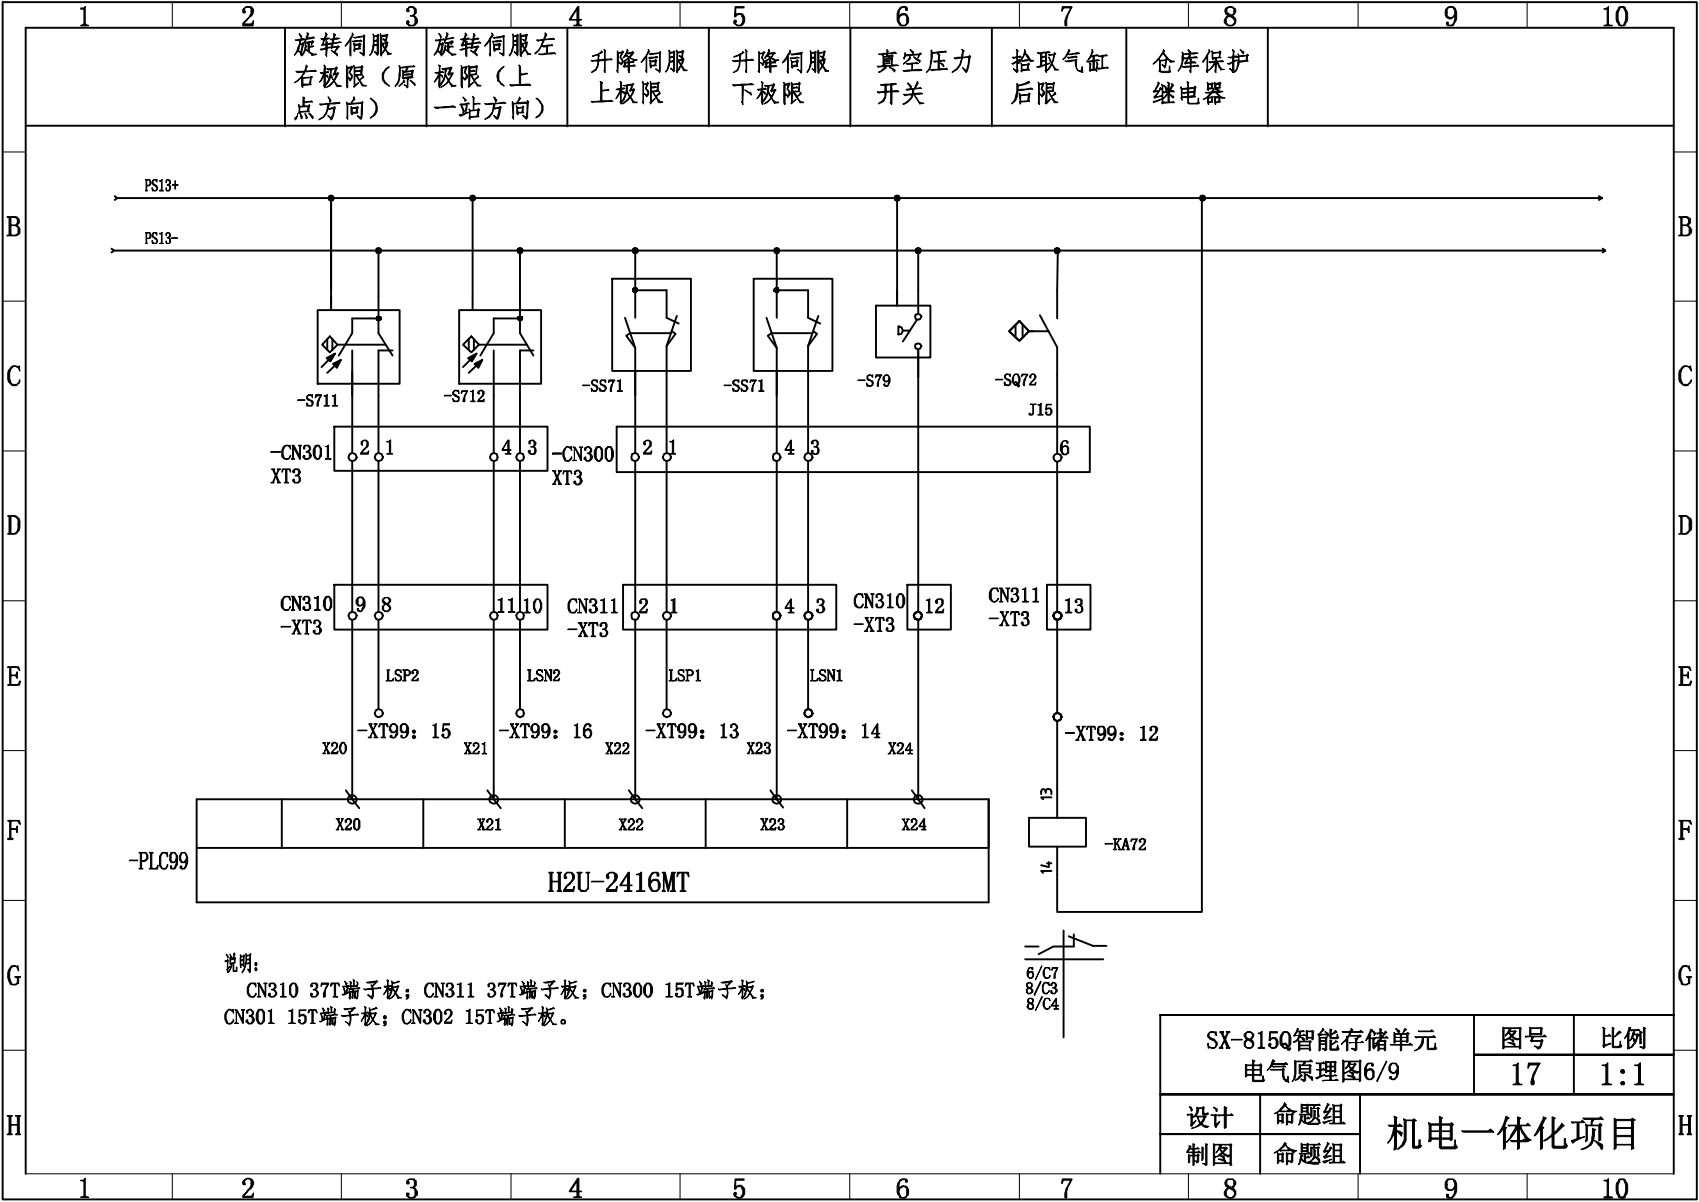 1 2 3 4 5 6 7 8 9 10
旋转伺服
右极限（原
点方向）
旋转伺服左
极限（上
一站方向）
升降伺服
上极限
升降伺服
下极限
真空压力
开关
拾取气缸
后限
仓库保护
继电器
PS13+
B B
PS13-
C C
-S711
-S712
-SS71
-SS71
-S79
-SQ72
J15
-CN301
XT3
2 1
4 3
-CN300
XT3
2 1
4 3
6
D D
CN310
-XT3
9 8
11 10
CN311
-XT3
2 1
4 3
CN310
-XT3
12
CN311
-XT3
13
E E
LSP2
LSN2
LSP1
LSN1
-XT99: 15
-XT99: 16
-XT99: 13
-XT99: 14
-XT99: 12
X20
X21
X22
X23
X24
13
F F
X20
X21
X22
X23
X24
-PLC99
H2U-2416MT
-KA72
14
G G
6/C7
8/C3
8/C4
说明:
CN310 37T端子板; CN311 37T端子板; CN300 15T端子板;
CN301 15T端子板; CN302 15T端子板。
SX-815Q智能存储单元
电气原理图6/9
图号
比例
17
1:1
H H
设计
命题组
制图
命题组
机电一体化项目
1 2 3 4 5 6 7 8 9 10